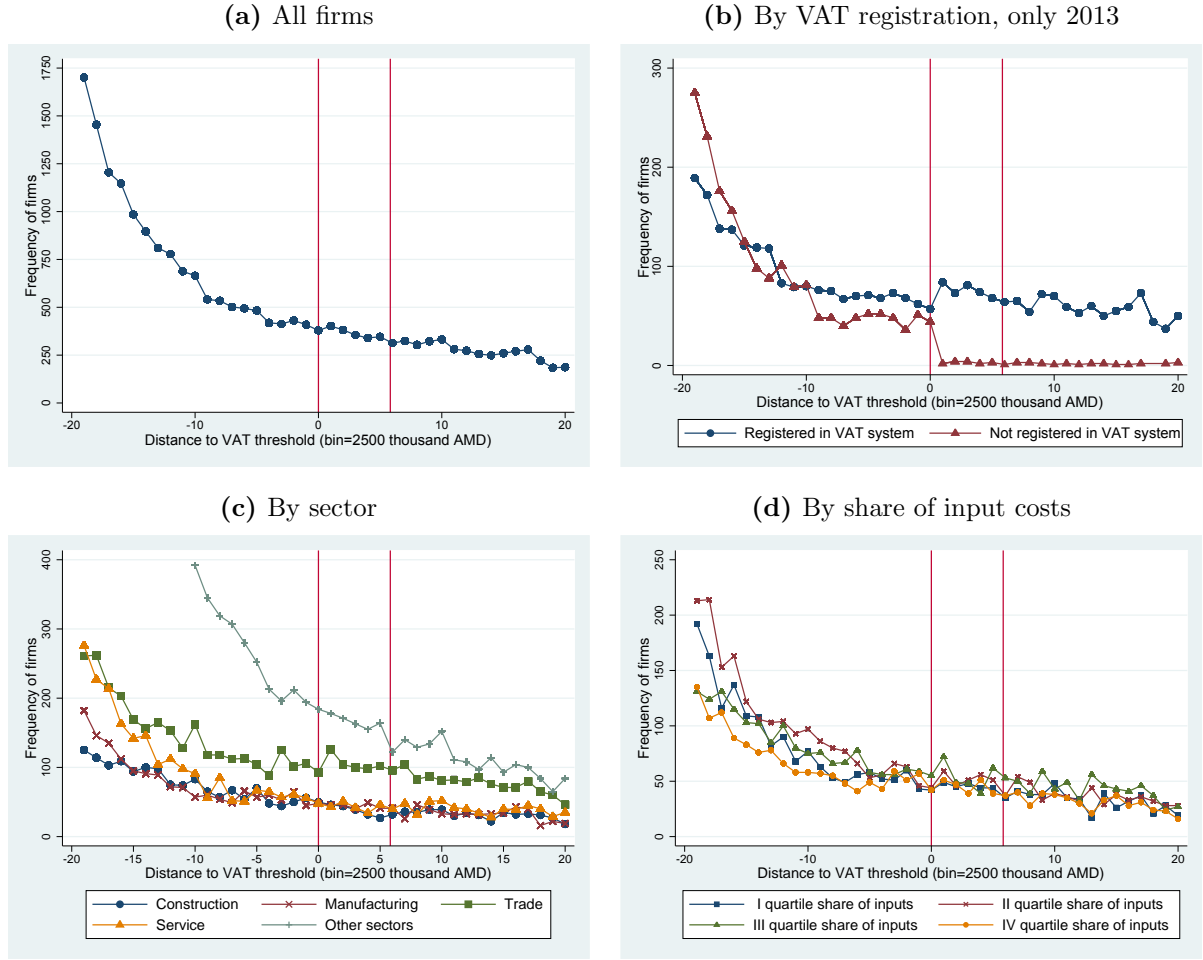 (a) All firms
Frequency of firms
0 250 500 750 1000 1250 1500 1750
-20 -10 0 10 20
Distance to VAT threshold (bin=2500 thousand AMD)
(b) By VAT registration, only 2013
Frequency of firms
0 100 200 300
-20 -10 0 10 20
Distance to VAT threshold (bin=2500 thousand AMD)
Registered in VAT system
Not registered in VAT system
(c) By sector
Frequency of firms
0 100 200 300 400
-20 -15 -10 -5 0 5 10 15 20
Distance to VAT threshold (bin=2500 thousand AMD)
Construction
Manufacturing
Trade
Service
Other sectors
(d) By share of input costs
Frequency of firms
0 50 100 150 200 250
-20 -10 0 10 20
Distance to VAT threshold (bin=2500 thousand AMD)
I quartile share of inputs
II quartile share of inputs
III quartile share of inputs
IV quartile share of inputs